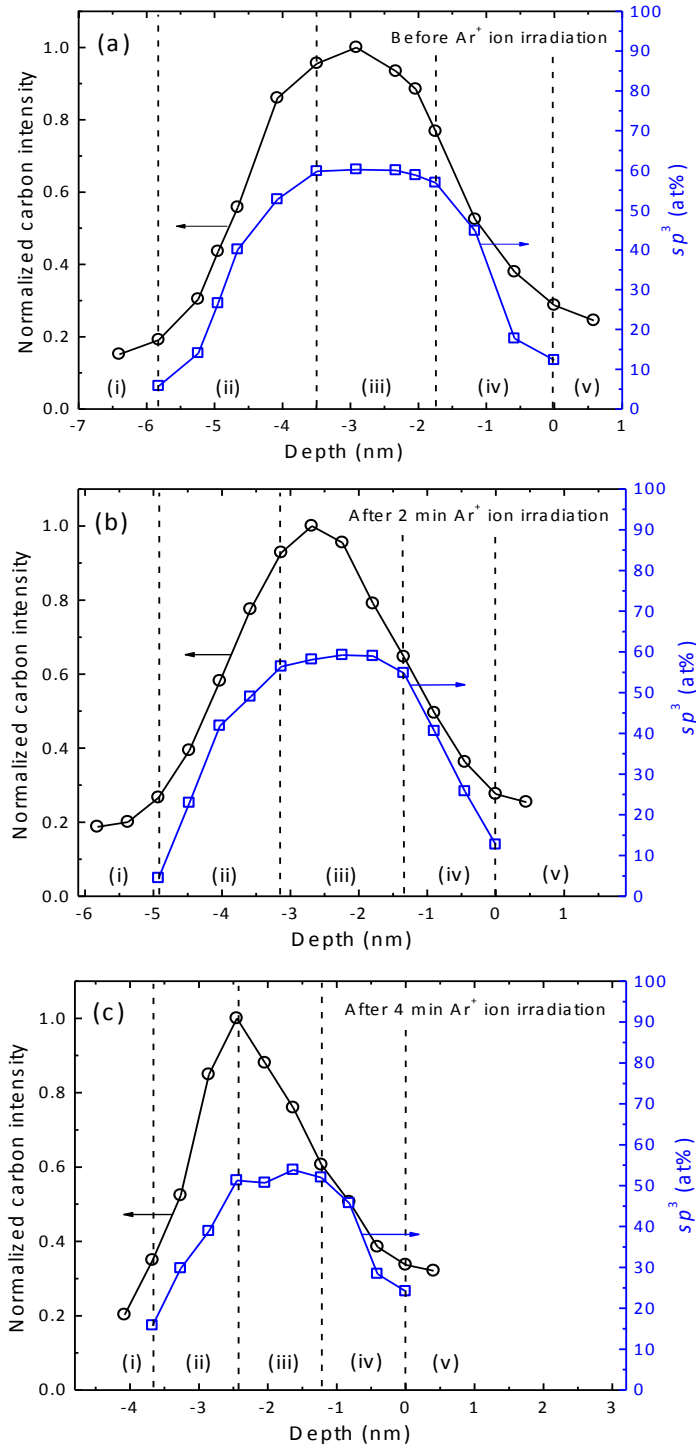 (a)
Before Ar⁺ ion irradiation
Normalized carbon intensity
1.0
0.8
0.6
0.4
0.2
0.0
100
90
80
70
60
50
40
30
20
10
0
sp³ (at%)
(i)
(ii)
(iii)
(iv)
(v)
-7
-6
-5
-4
-3
-2
-1
0
1
Depth (nm)
(b)
After 2 min Ar⁺ ion irradiation
Normalized carbon intensity
1.0
0.8
0.6
0.4
0.2
0.0
100
90
80
70
60
50
40
30
20
10
0
sp³ (at%)
(i)
(ii)
(iii)
(iv)
(v)
-6
-5
-4
-3
-2
-1
0
1
Depth (nm)
(c)
After 4 min Ar⁺ ion irradiation
Normalized carbon intensity
1.0
0.8
0.6
0.4
0.2
0.0
100
90
80
70
60
50
40
30
20
10
0
sp³ (at%)
(i)
(ii)
(iii)
(iv)
(v)
-4
-3
-2
-1
0
1
2
3
Depth (nm)